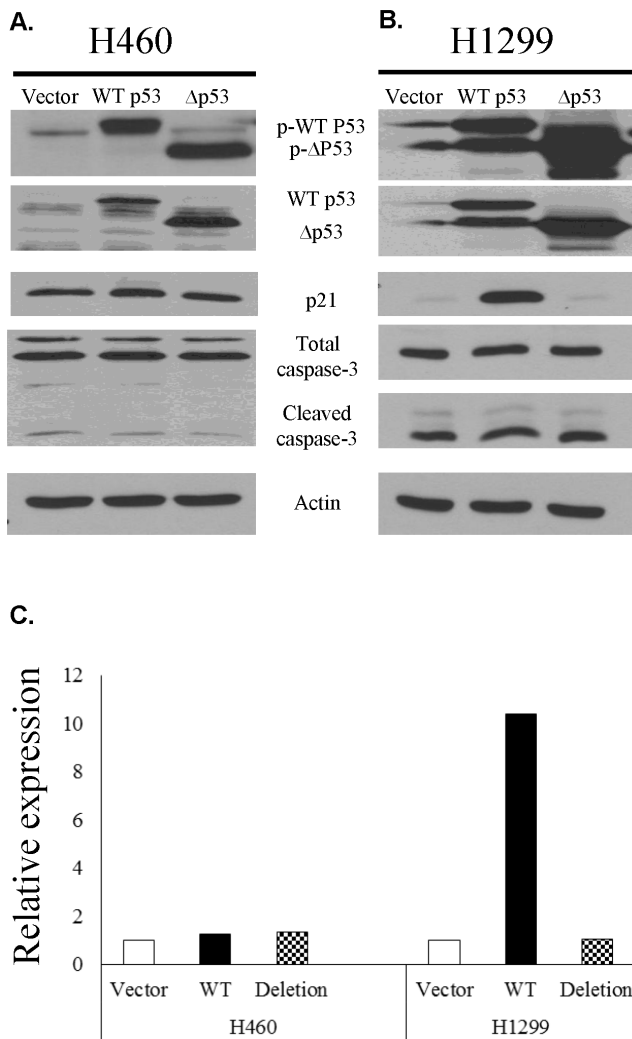 A.
H460
Vector WT p53 Δp53
B.
H1299
Vector WT p53 Δp53
p-WT P53
p-ΔP53
WT p53
Δp53
p21
Total
caspase-3
Cleaved
caspase-3
Actin
C.
Relative expression
12
10
8
6
4
2
0
Vector WT Deletion Vector WT Deletion
H460 H1299